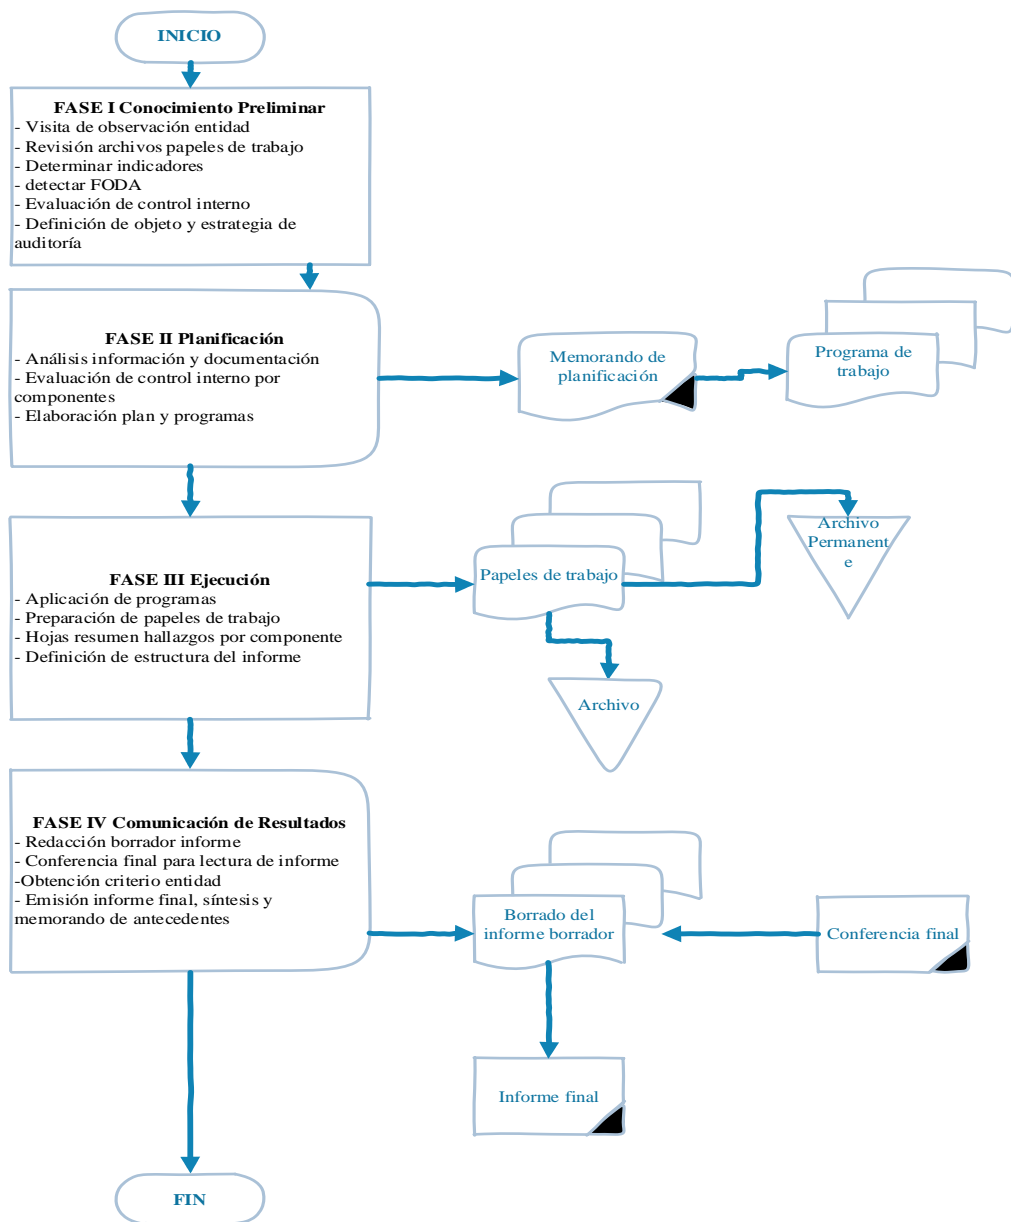 INICIO
FASE I Conocimiento Preliminar
- Visita de observación entidad
- Revisión archivos papeles de trabajo
- Determinar indicadores
- detectar FODA
- Evaluación de control interno
- Definición de objeto y estrategia de
auditoría
FASE II Planificación
- Análisis información y documentación
- Evaluación de control interno por
componentes
- Elaboración plan y programas
Memorando de
planificación
Programa de
trabajo
FASE III Ejecución
- Aplicación de programas
- Preparación de papeles de trabajo
- Hojas resumen hallazgos por componente
- Definición de estructura del informe
Papeles de trabajo
Archivo
Permanent
e
Archivo
FASE IV Comunicación de Resultados
- Redacción borrador informe
- Conferencia final para lectura de informe
-Obtención criterio entidad
- Emisión informe final, síntesis y
memorando de antecedentes
Borrado del
informe borrador
Conferencia final
Informe final
FIN